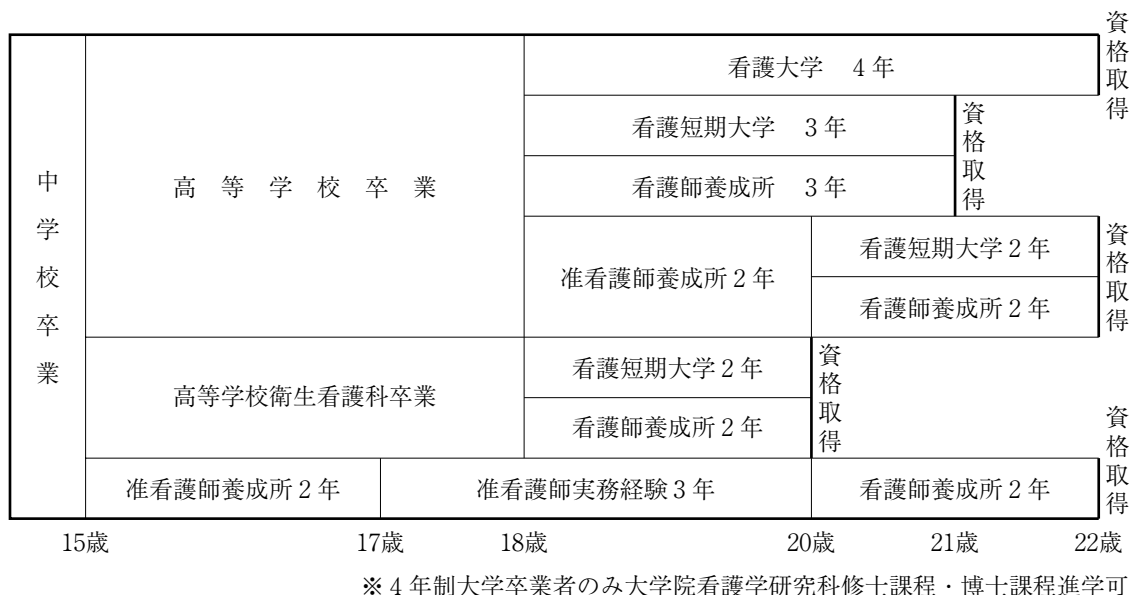 資格取得
看護大学　4年
看護短期大学　3年
資格取得
中学校卒業
高等学校卒業
看護師養成所　3年
准看護師養成所2年
看護短期大学2年
資格取得
看護師養成所2年
高等学校衛生看護科卒業
看護短期大学2年
資格取得
看護師養成所2年
資格取得
准看護師養成所2年
准看護師実務経験3年
看護師養成所2年
15歳
17歳
18歳
20歳
21歳
22歳
※4年制大学卒業者のみ大学院看護学研究科修士課程・博士課程進学可